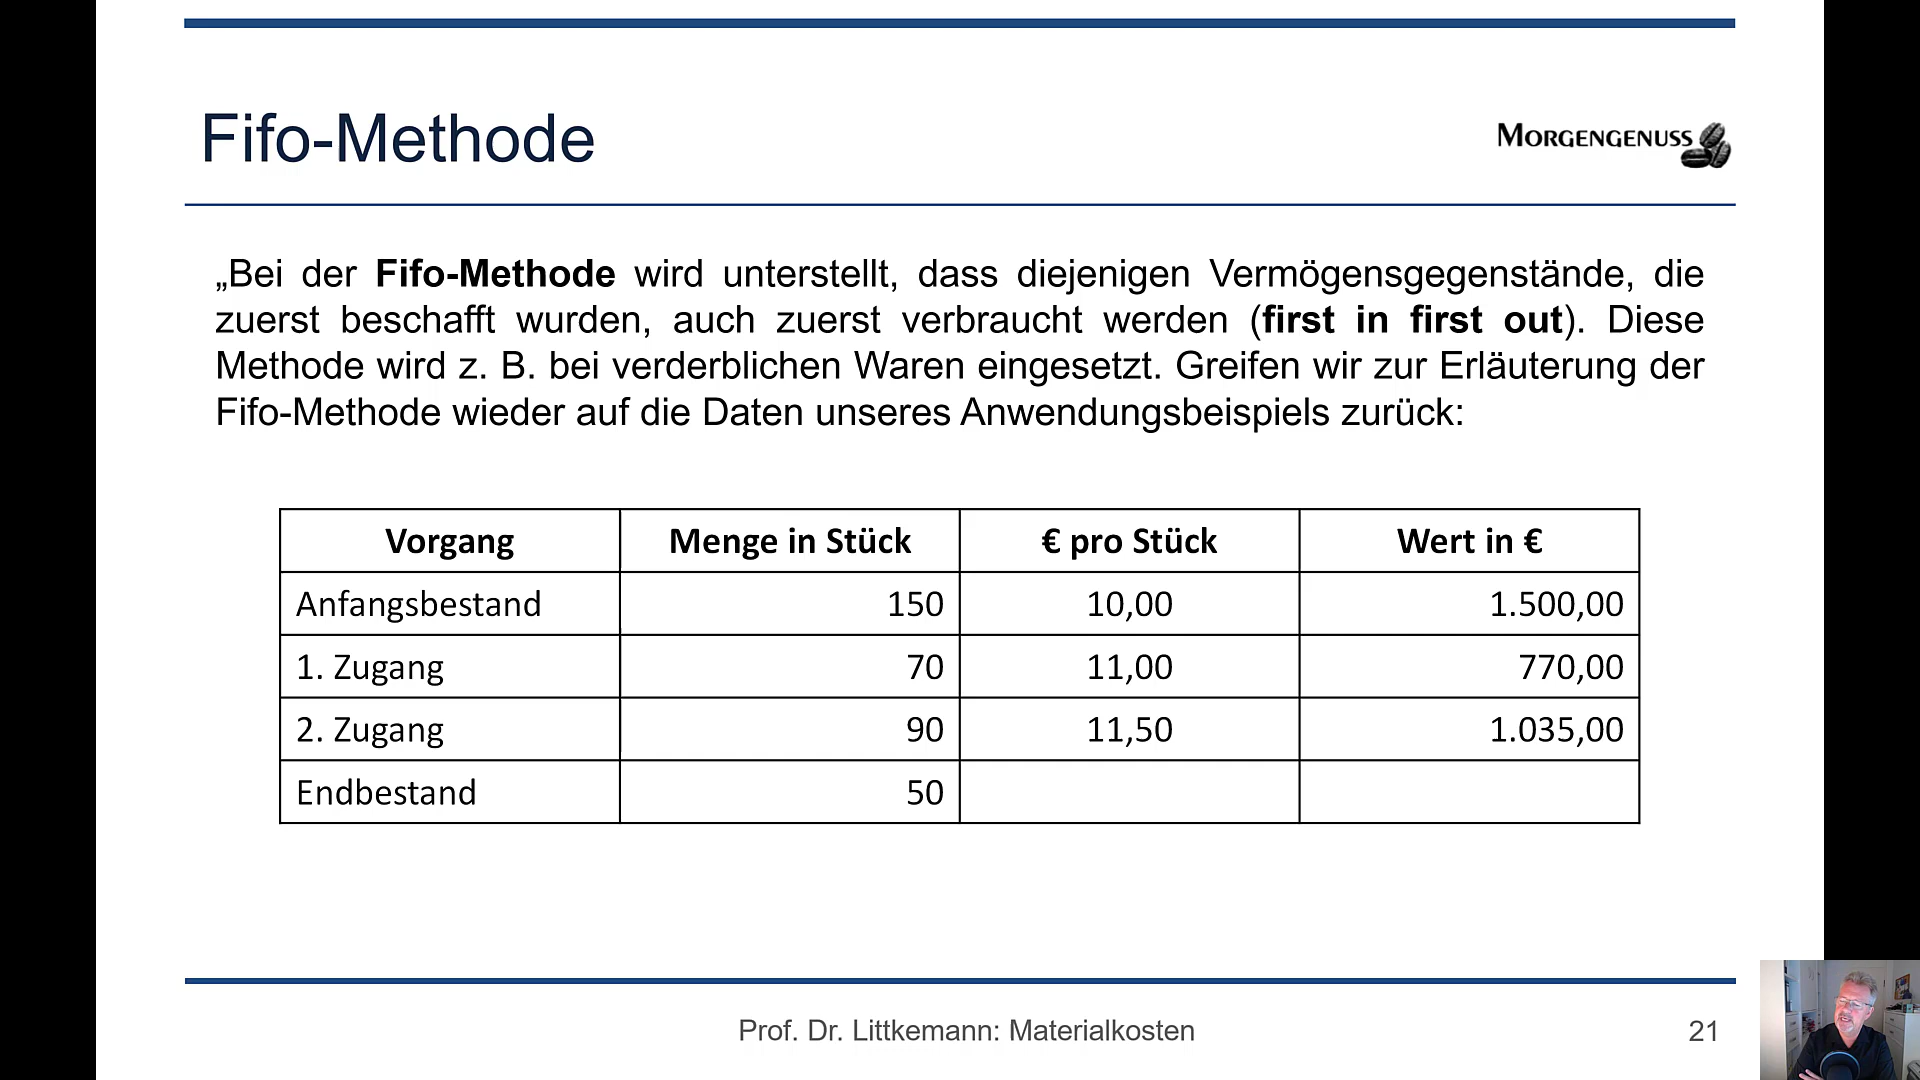 Fifo-Methode
MORGENGENUSS
„Bei der Fifo-Methode wird unterstellt, dass diejenigen Vermögensgegenstände, die
zuerst beschafft wurden, auch zuerst verbraucht werden (first in first out). Diese
Methode wird z. B. bei verderblichen Waren eingesetzt. Greifen wir zur Erläuterung der
Fifo-Methode wieder auf die Daten unseres Anwendungsbeispiels zurück:
Vorgang Menge in Stück € pro Stück Wert in €
Anfangsbestand 150 10,00 1.500,00
1. Zugang 70 11,00 770,00
2. Zugang 90 11,50 1.035,00
Endbestand 50
Prof. Dr. Littkemann: Materialkosten
21